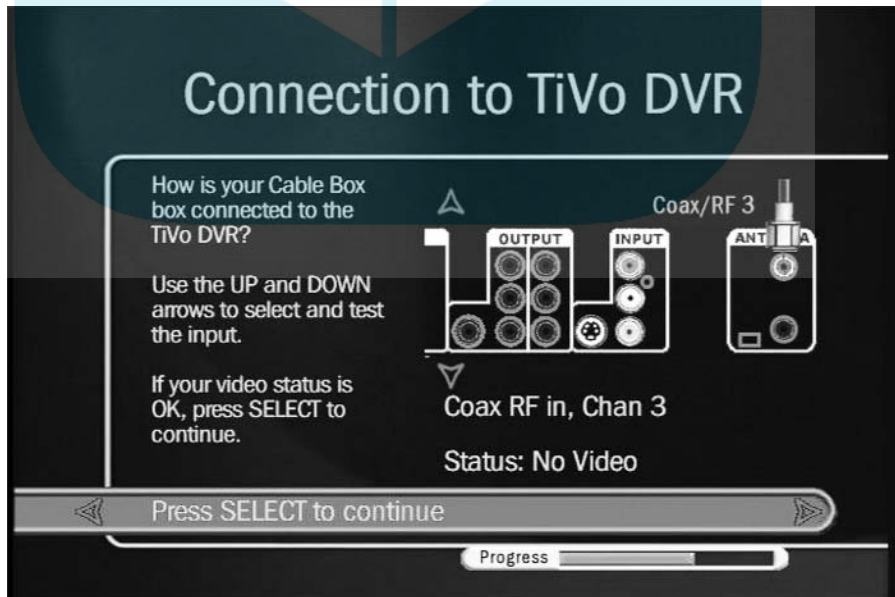 Connection to TiVo DVR
How is your Cable Box
box connected to the
TiVo DVR?
Use the UP and DOWN
arrows to select and test
the input.
If your video status is
OK, press SELECT to
continue.
Coax/RF 3
OUTPUT
INPUT
Coax RF in, Chan 3
Status: No Video
Press SELECT to continue
Progress